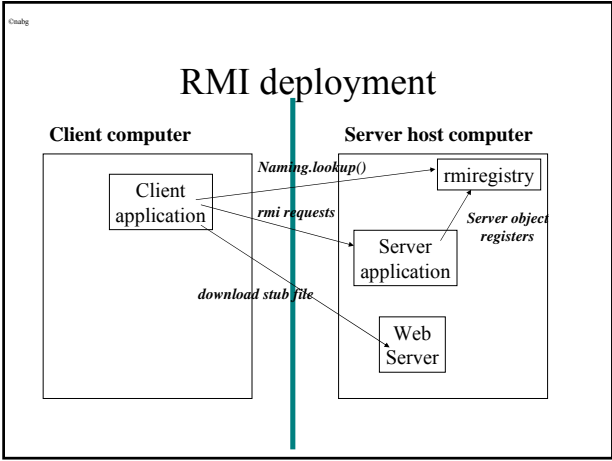 ©nabg
RMI deployment
Client computer
Server host computer
Naming.lookup()
rmiregistry
Client
application
rmi requests
Server object
registers
Server
application
download stub file
Web
Server